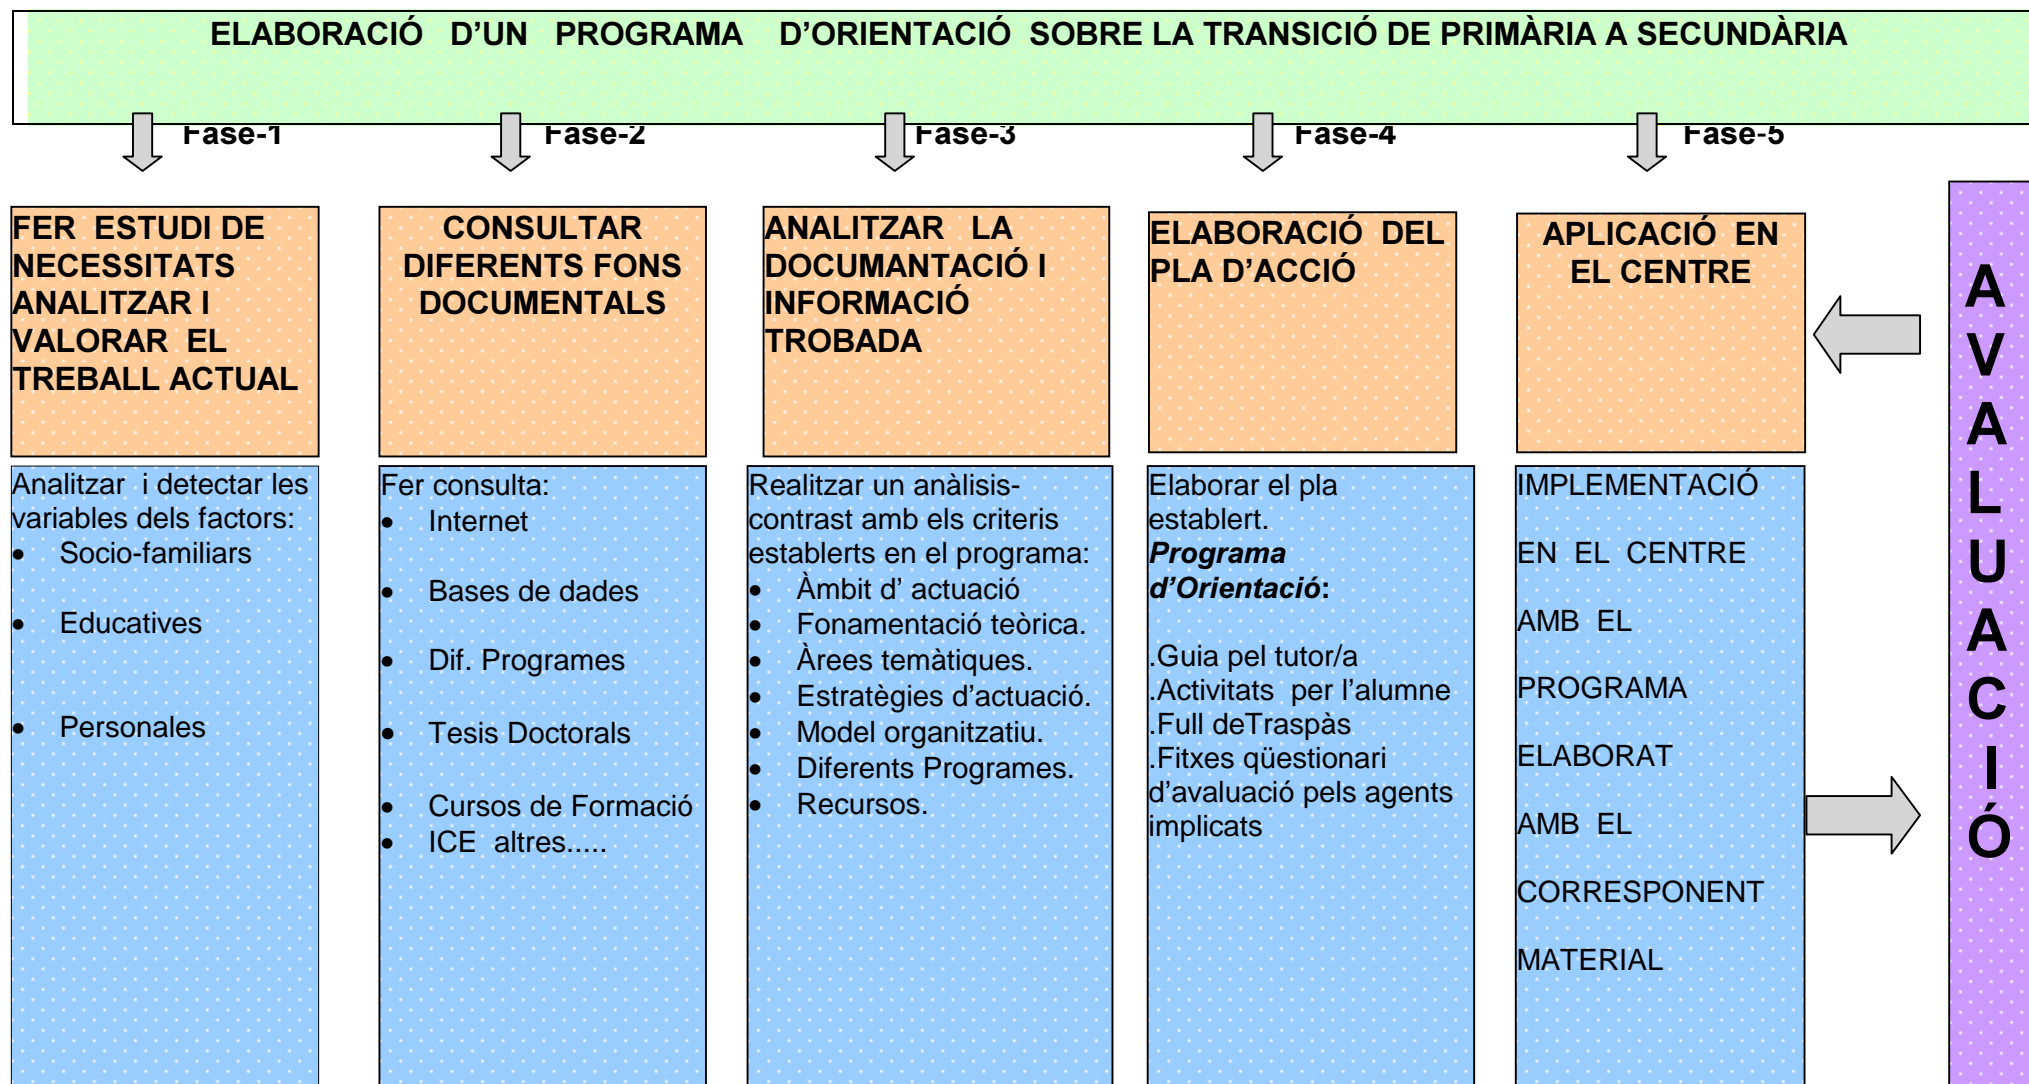 ELABORACIÓ D’UN PROGRAMA D’ORIENTACIÓ SOBRE LA TRANSICIÓ DE PRIMÀRIA A SECUNDÀRIA
Fase-1
Fase-2
Fase-3
Fase-4
Fase-5
FER ESTUDI DE
NECESSITATS
ANALITZAR I
VALORAR EL
TREBALL ACTUAL
CONSULTAR
DIFERENTS FONS
DOCUMENTALS
ANALITZAR LA
DOCUMANTACIÓ I
INFORMACIÓ
TROBADA
ELABORACIÓ DEL
PLA D’ACCIÓ
APLICACIÓ EN
EL CENTRE
Analitzar i detectar les
variables dels factors:
• Socio-familiars
• Educatives
• Personales
Fer consulta:
• Internet
• Bases de dades
• Dif. Programes
• Tesis Doctorals
• Cursos de Formació
• ICE altres.....
Realitzar un anàlisis-
contrast amb els criteris
establerts en el programa:
• Àmbit d’ actuació
• Fonamentació teòrica.
• Àrees temàtiques.
• Estratègies d’actuació.
• Model organitzatiu.
• Diferents Programes.
• Recursos.
Elaborar el pla
establert.
Programa
d’Orientació:
.Guia pel tutor/a
.Activitats per l’alumne
.Full deTraspàs
.Fitxes qüestionari
d’avaluació pels agents
implicats
IMPLEMENTACIÓ
EN EL CENTRE
AMB EL
PROGRAMA
ELABORAT
AMB EL
CORRESPONENT
MATERIAL
AVALUACIÓ